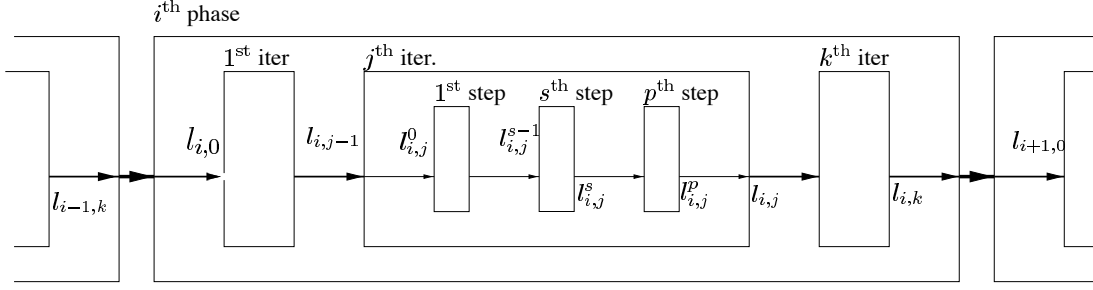 i^th phase
1^st iter
j^th iter.
k^th iter
1^st step
s^th step
p^th step
l_{i,0}
l_{i,j-1}
l^0_{i,j}
l^{s-1}_{i,j}
l_{i+1,0}
l_{i-1,k}
l^s_{i,j}
l^p_{i,j}
l_{i,j}
l_{i,k}